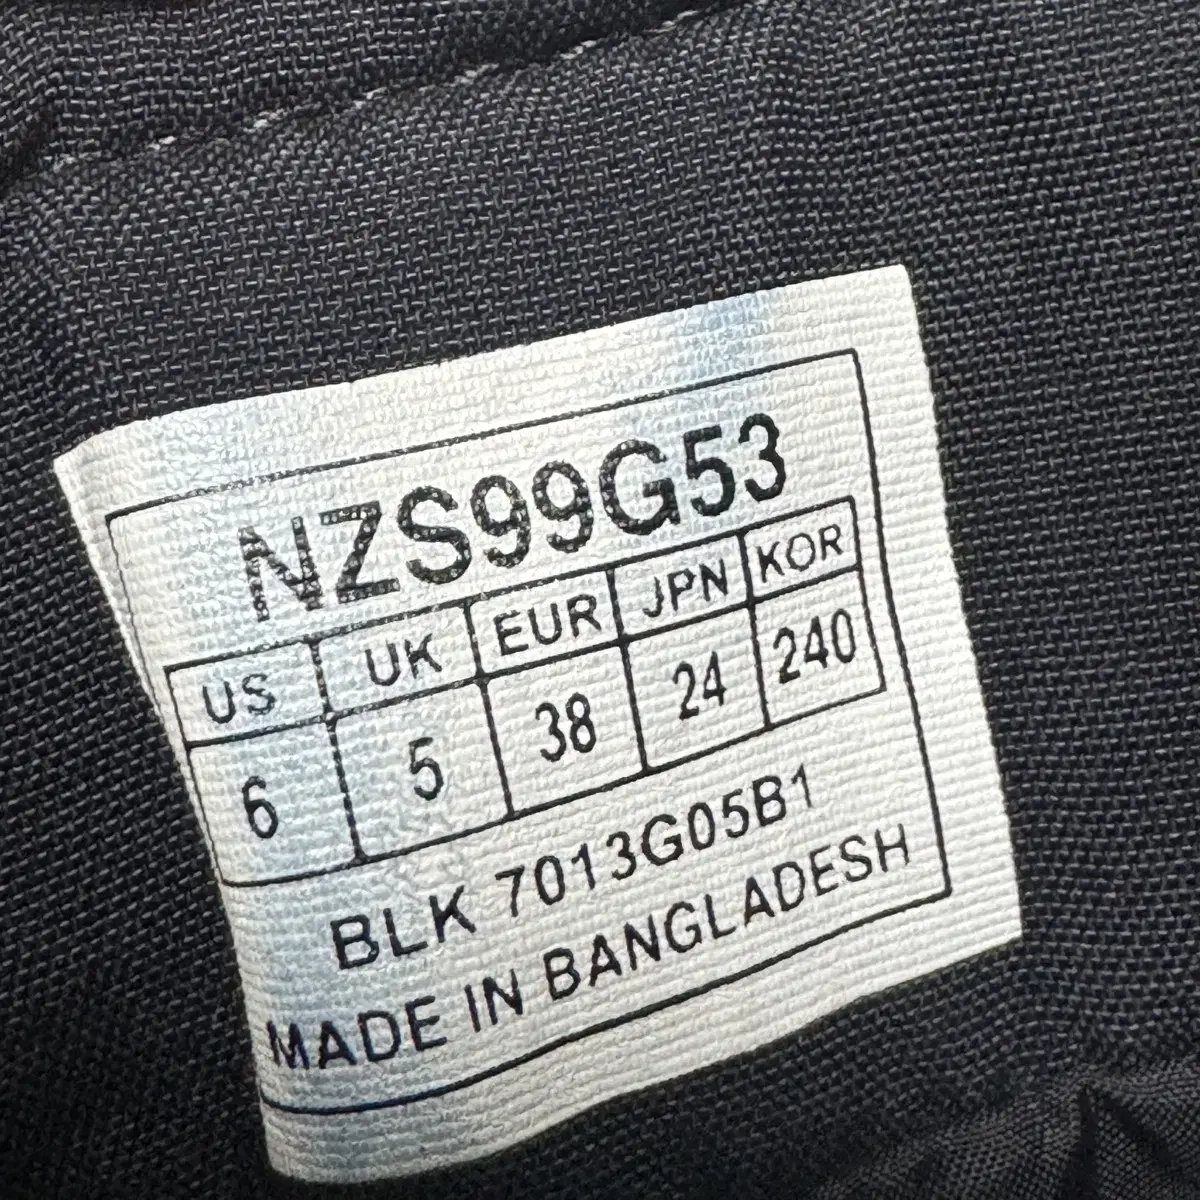 NZS99G53
US UK EUR JPN KOR
6 5 38 24 240
BLK 7013G05B1
MADE IN BANGLADESH